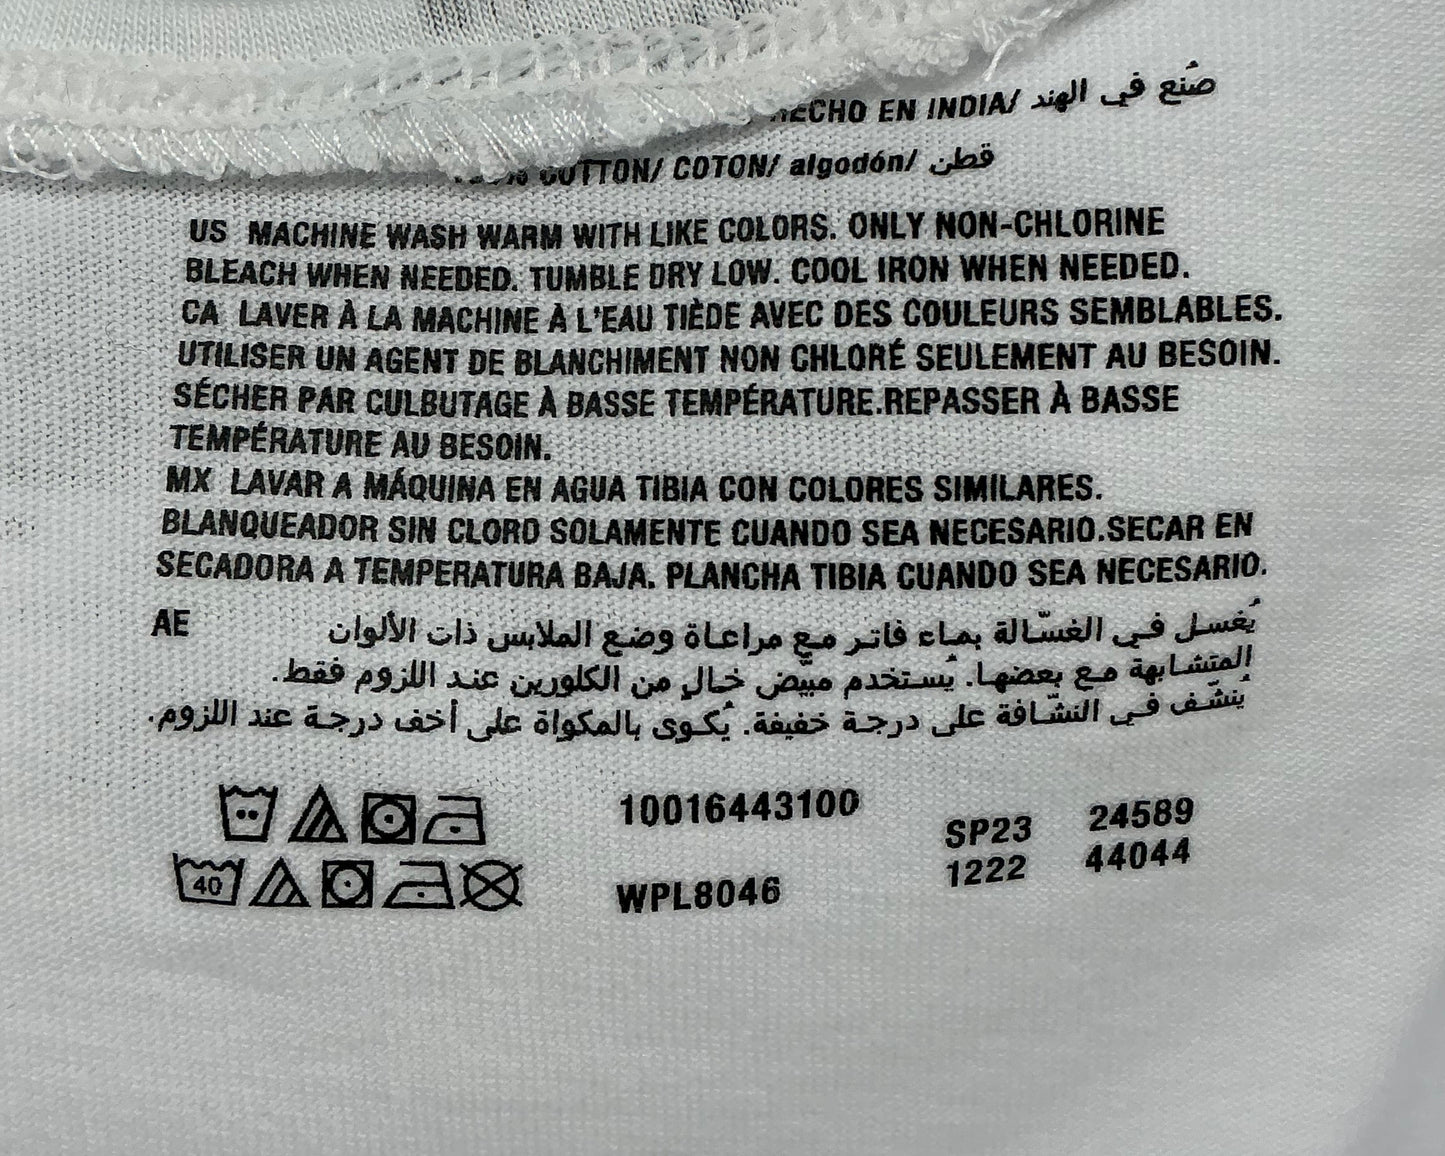 HECHO EN INDIA/ صُنع في الهند
COTTON/ COTON/ algodón/ قطن
US MACHINE WASH WARM WITH LIKE COLORS. ONLY NON-CHLORINE
BLEACH WHEN NEEDED. TUMBLE DRY LOW. COOL IRON WHEN NEEDED.
CA LAVER À LA MACHINE À L'EAU TIÈDE AVEC DES COULEURS SEMBLABLES.
UTILISER UN AGENT DE BLANCHIMENT NON CHLORÉ SEULEMENT AU BESOIN.
SÉCHER PAR CULBUTAGE À BASSE TEMPÉRATURE.REPASSER À BASSE
TEMPÉRATURE AU BESOIN.
MX LAVAR A MÁQUINA EN AGUA TIBIA CON COLORES SIMILARES.
BLANQUEADOR SIN CLORO SOLAMENTE CUANDO SEA NECESARIO.SECAR EN
SECADORA A TEMPERATURA BAJA. PLANCHA TIBIA CUANDO SEA NECESARIO.
AE يُغسل في الغسّالة بماء فاتر مع مراعاة وضع الملابس ذات الألوان
المتشابهة مع بعضها. يُستخدم مبيّض خالٍ من الكلورين عند اللزوم فقط.
يُنشّف في النشّافة على درجة خفيفة. يُكوى بالمكواة على أخف درجة عند اللزوم.
10016443100 SP23 24589
1222 44044
40 WPL8046